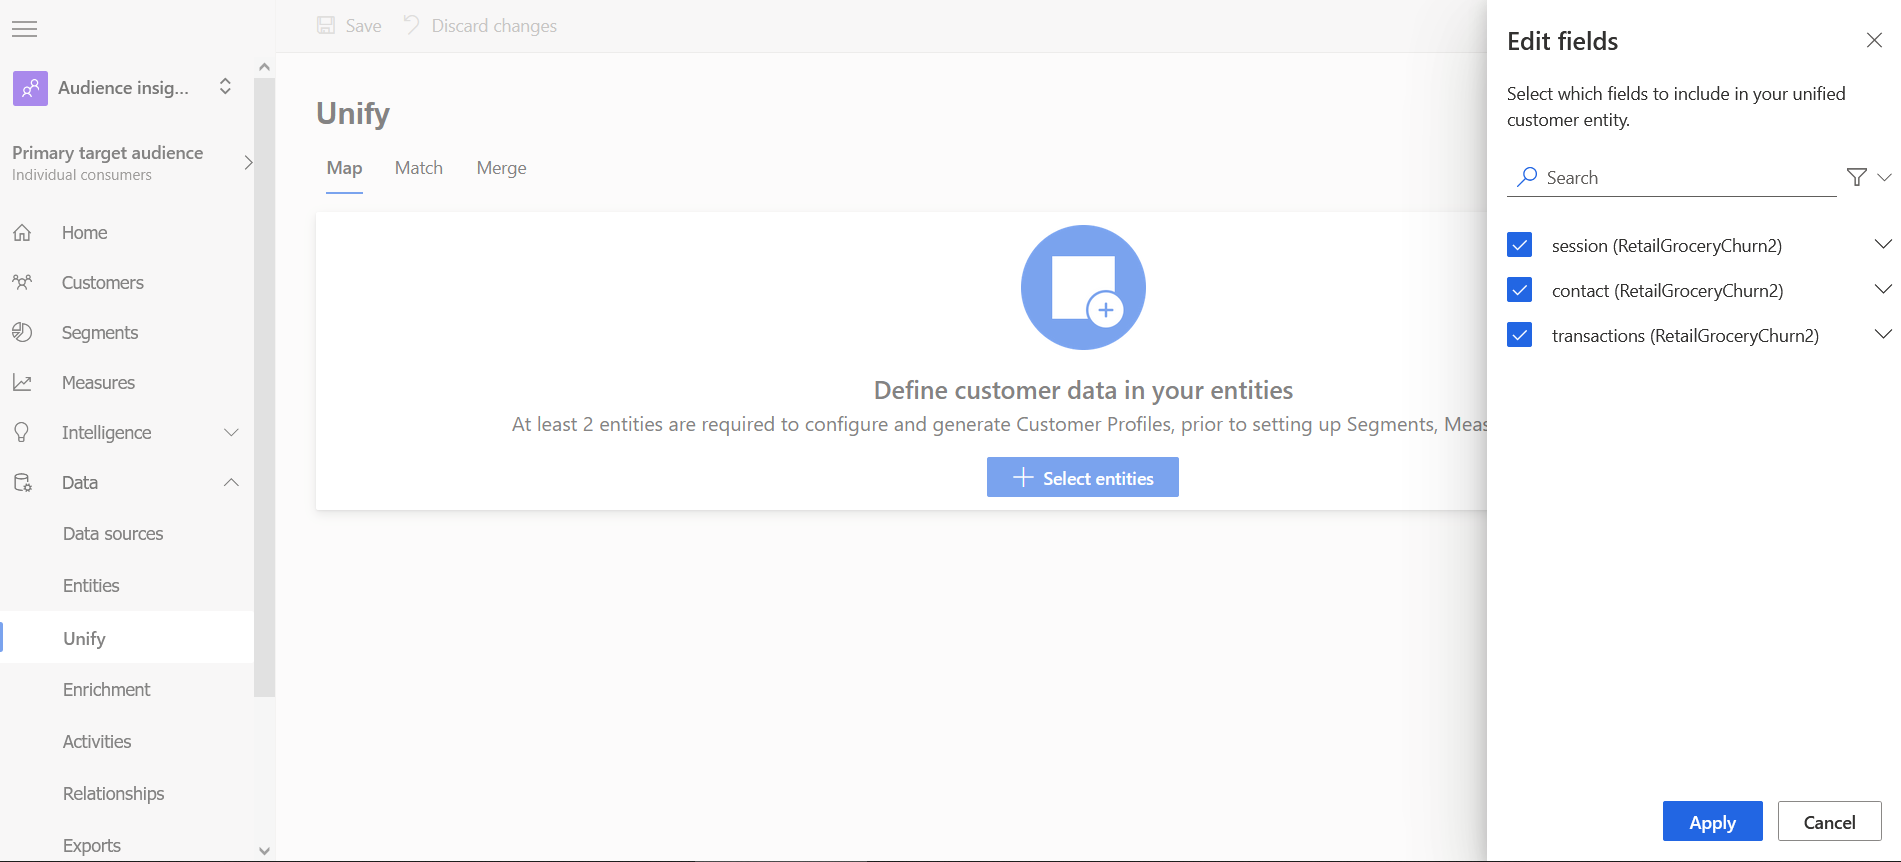 Save
Discard changes
Audience insig...
Primary target audience
Individual consumers
Home
Customers
Segments
Measures
Intelligence
Data
Data sources
Entities
Unify
Enrichment
Activities
Relationships
Exports
Unify
Map
Match
Merge
Define customer data in your entities
At least 2 entities are required to configure and generate Customer Profiles, prior to setting up Segments, Meas
Select entities
Edit fields
Select which fields to include in your unified
customer entity.
Search
session (RetailGroceryChurn2)
contact (RetailGroceryChurn2)
transactions (RetailGroceryChurn2)
Apply
Cancel